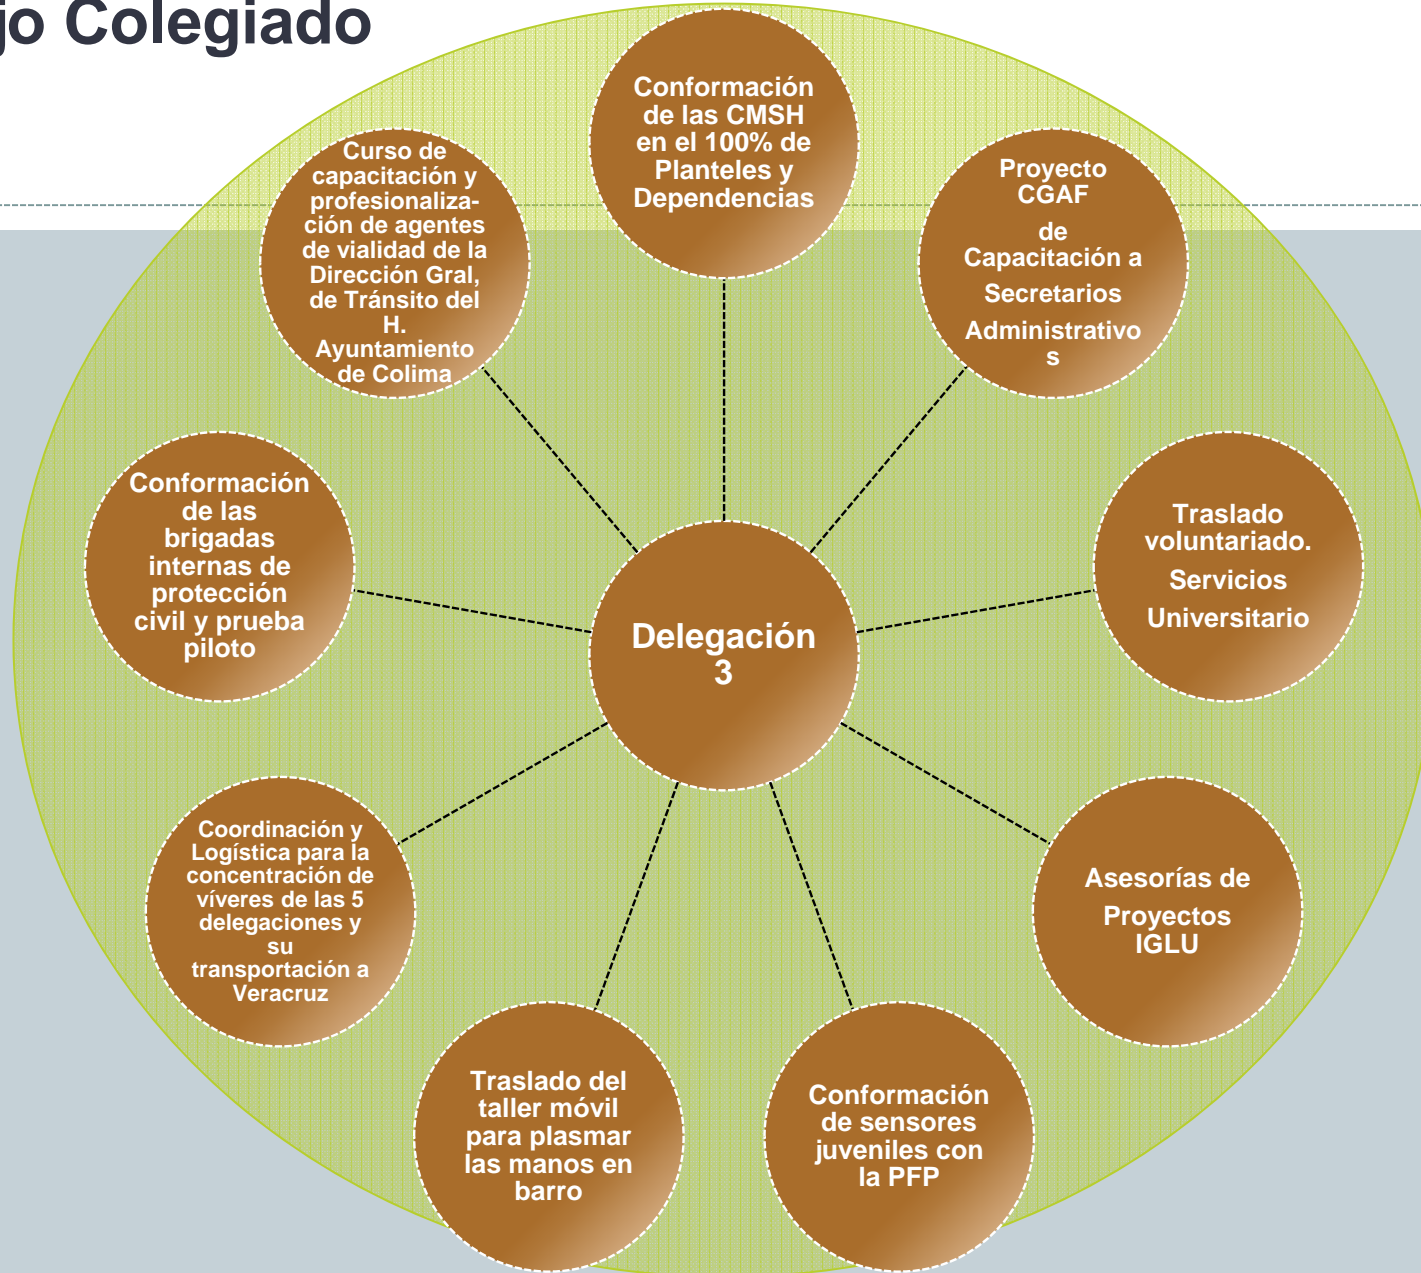 jo Colegiado
Conformación
de las CMSH
en el 100% de
Planteles y
Dependencias
Proyecto
CGAF
de
Capacitación a
Secretarios
Administrativo
s
Traslado
voluntariado.
Servicios
Universitario
Asesorías de
Proyectos
IGLU
Conformación
de sensores
juveniles con
la PFP
Traslado del
taller móvil
para plasmar
las manos en
barro
Coordinación y
Logística para la
concentración de
víveres de las 5
delegaciones y
su
transportación a
Veracruz
Conformación
de las
brigadas
internas de
protección
civil y prueba
piloto
Curso de
capacitación y
profesionaliza-
ción de agentes
de vialidad de la
Dirección Gral,
de Tránsito del
H.
Ayuntamiento
de Colima
Delegación
3